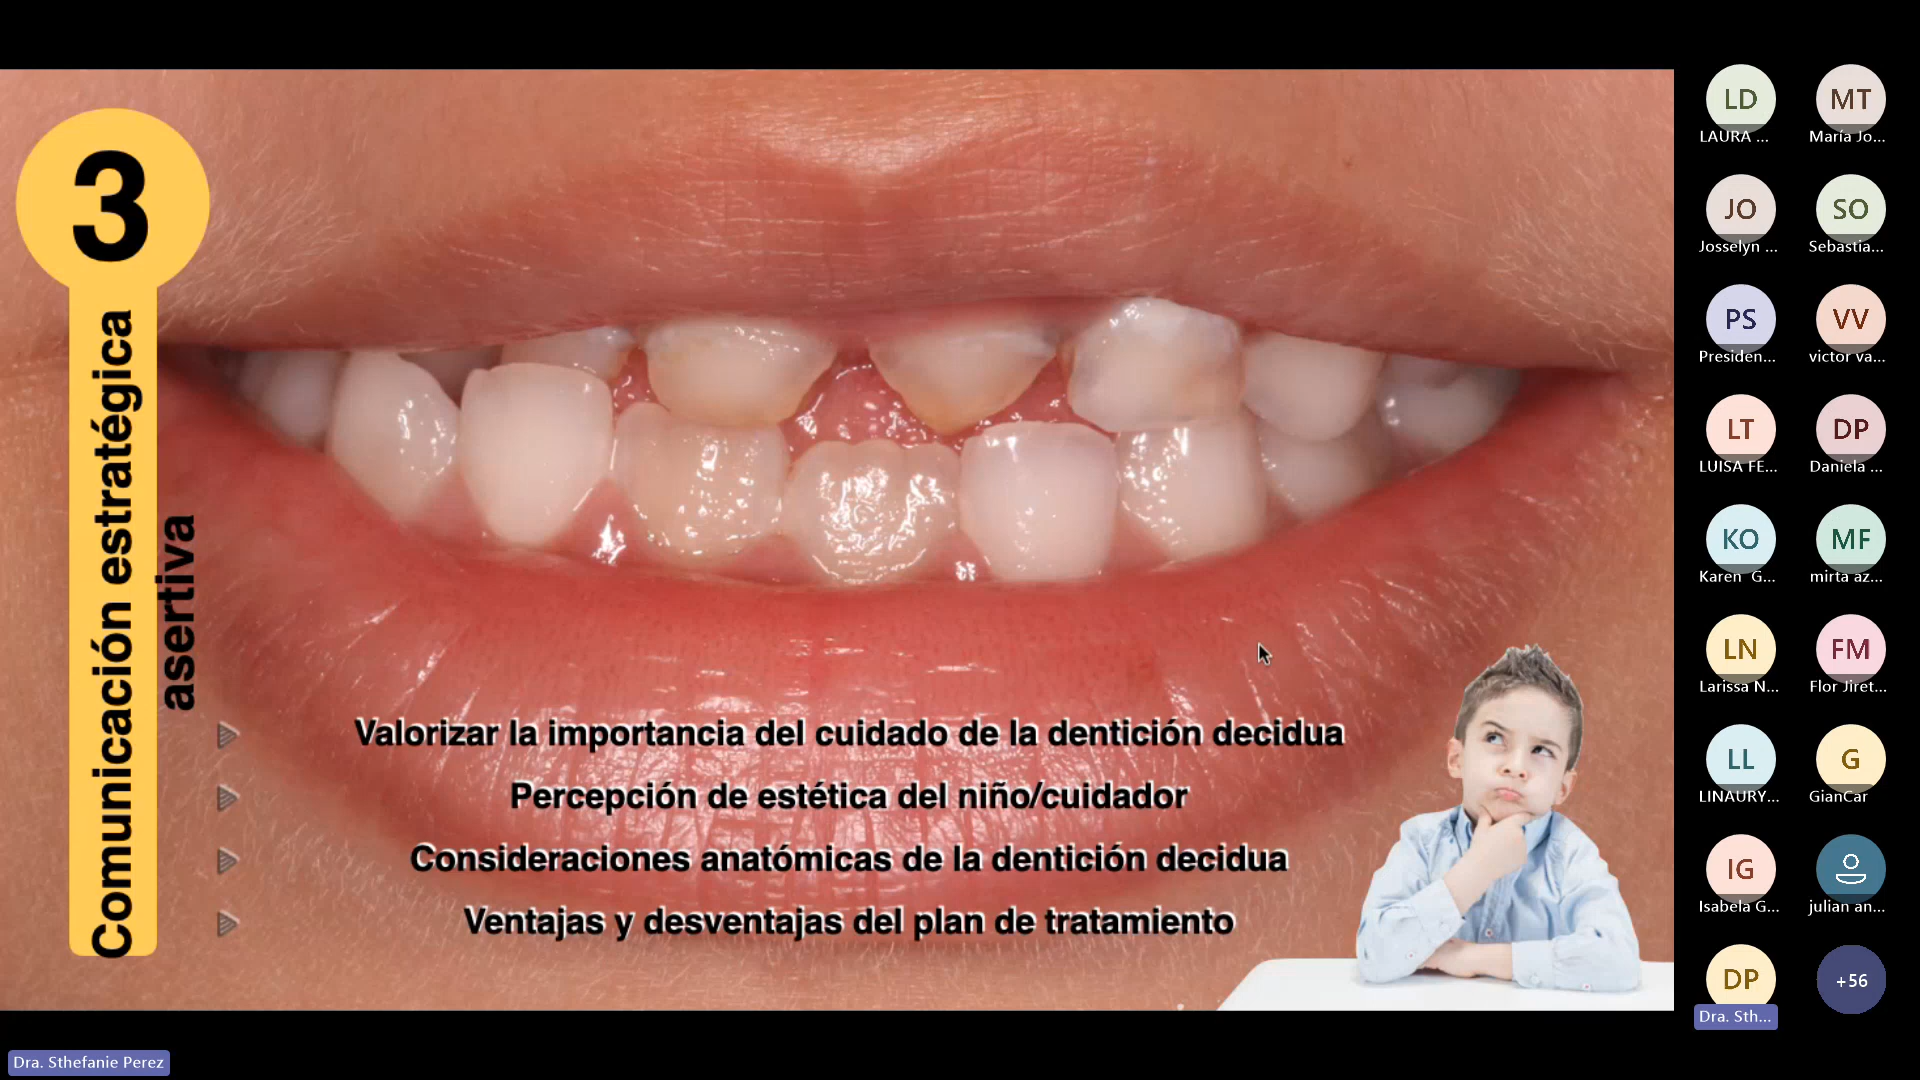 3
Comunicación estratégica
asertiva
Valorizar la importancia del cuidado de la dentición decidua
Percepción de estética del niño/cuidador
Consideraciones anatómicas de la dentición decidua
Ventajas y desventajas del plan de tratamiento
LD
LAURA ...
MT
María Jo...
JO
Josselyn ...
SO
Sebastia...
PS
Presiden...
VV
victor va...
LT
LUISA FE...
DP
Daniela ...
KO
Karen G...
MF
mirta az...
LN
Larissa N...
FM
Flor Jiret...
LL
LINAURY...
G
GianCar
IG
Isabela G...
julian an...
DP
Dra. Sth...
+56
Dra. Sthefanie Perez